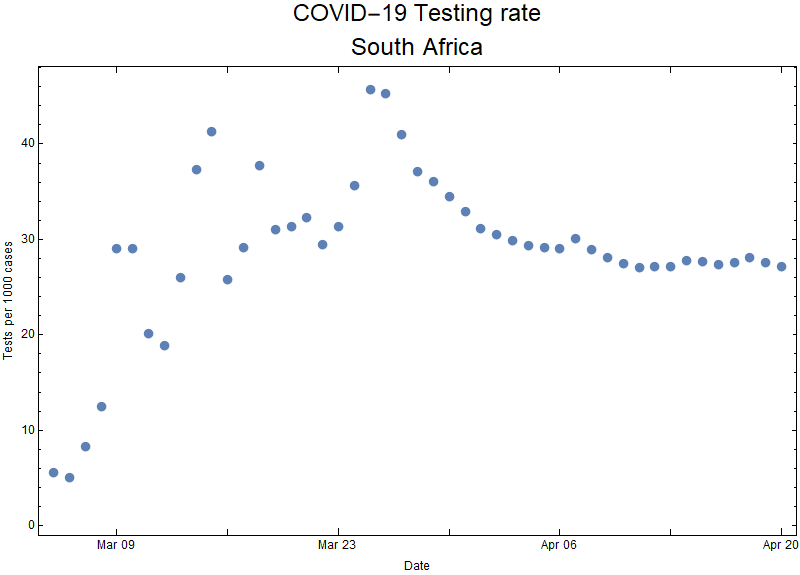 COVID−19 Testing rate
South Africa
Tests per 1000 cases
40
30
20
10
0
Mar 09 Mar 23 Apr 06 Apr 20
Date